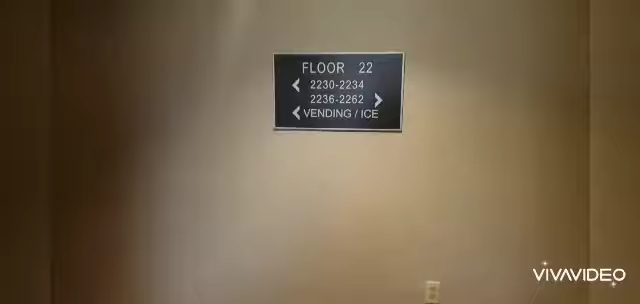 FLOOR 22
2230-2234
2236-2262
VENDING / ICE
VIVAVIDEO